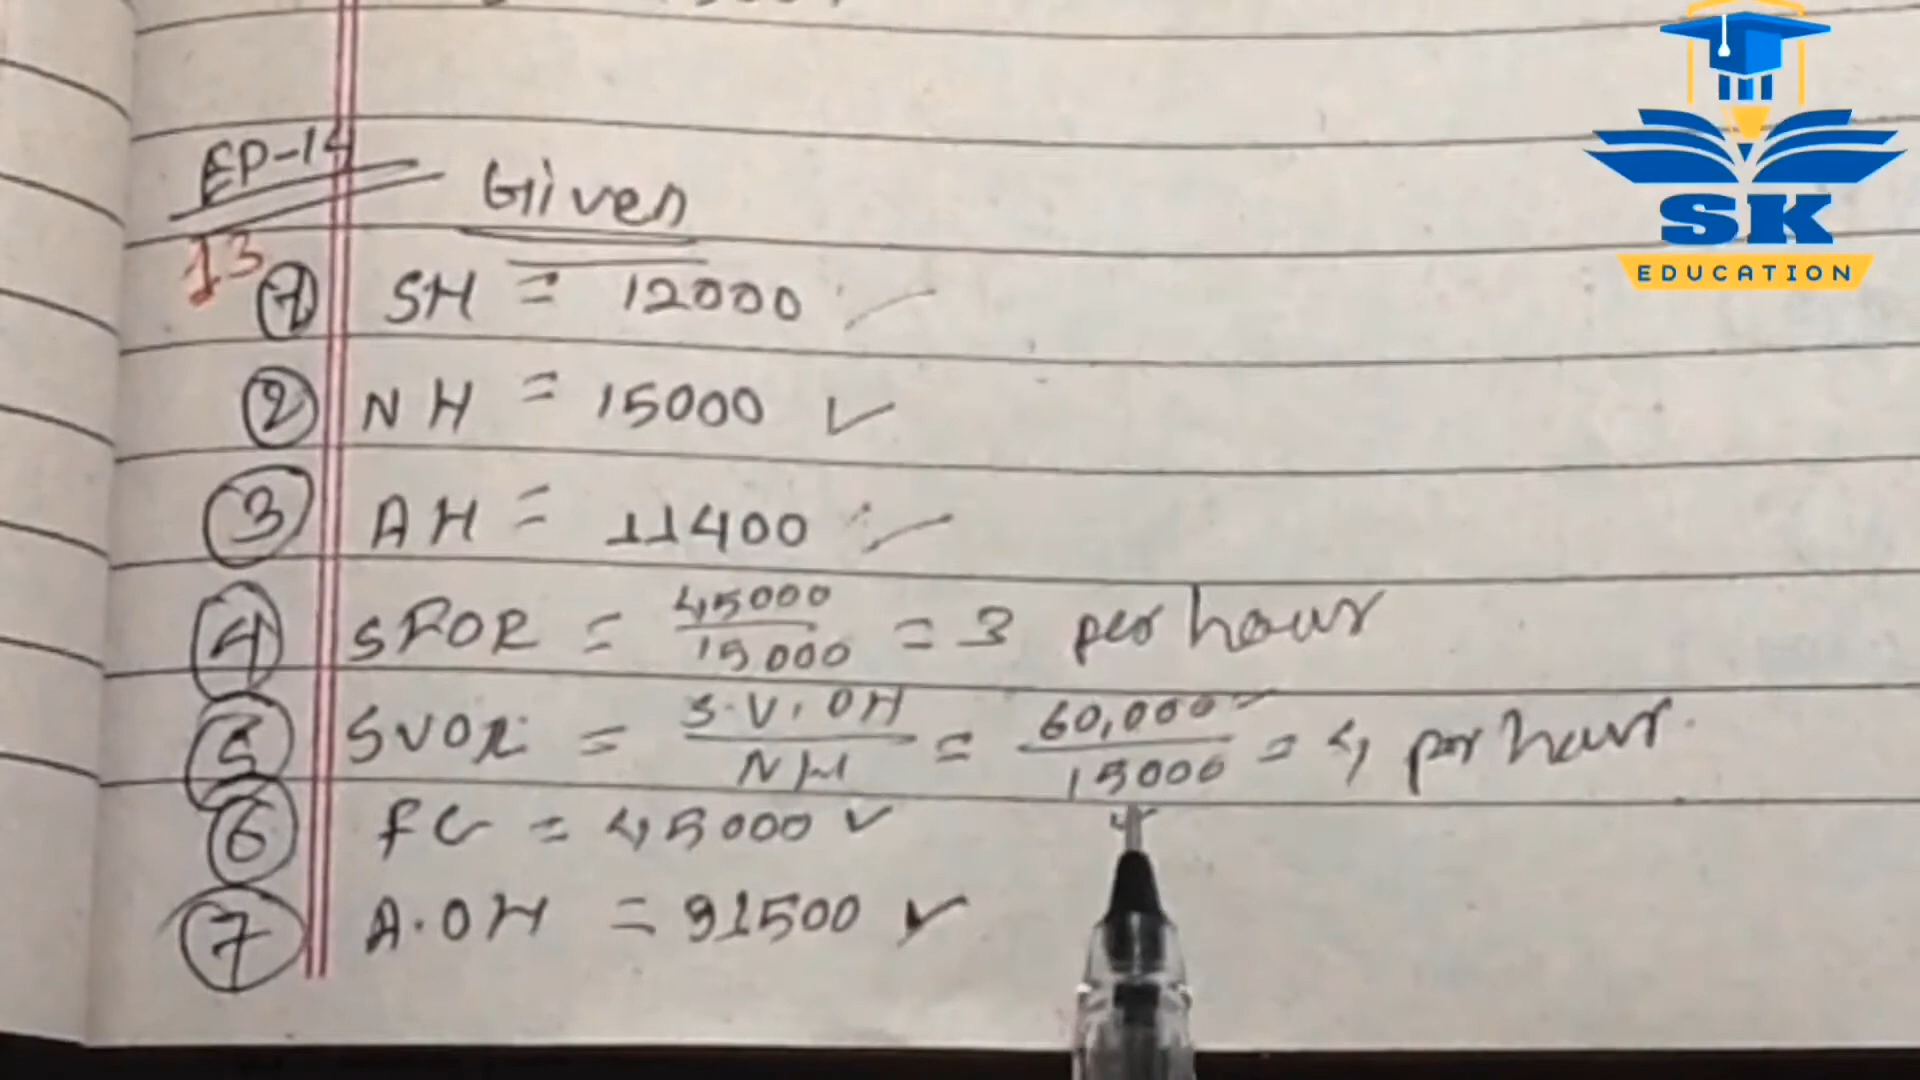 EP-14
Given
13
① SH = 12000
② NH = 15000 ✓
③ AH = 11400
④ SFOR = 45000/15000 = 3 per hour
⑤ SVOR = S.V.OH/NH = 60,000/15000 = 4 per hour.
⑥ FC = 45000 ✓
⑦ A.OH = 91500 ✓
SK
EDUCATION